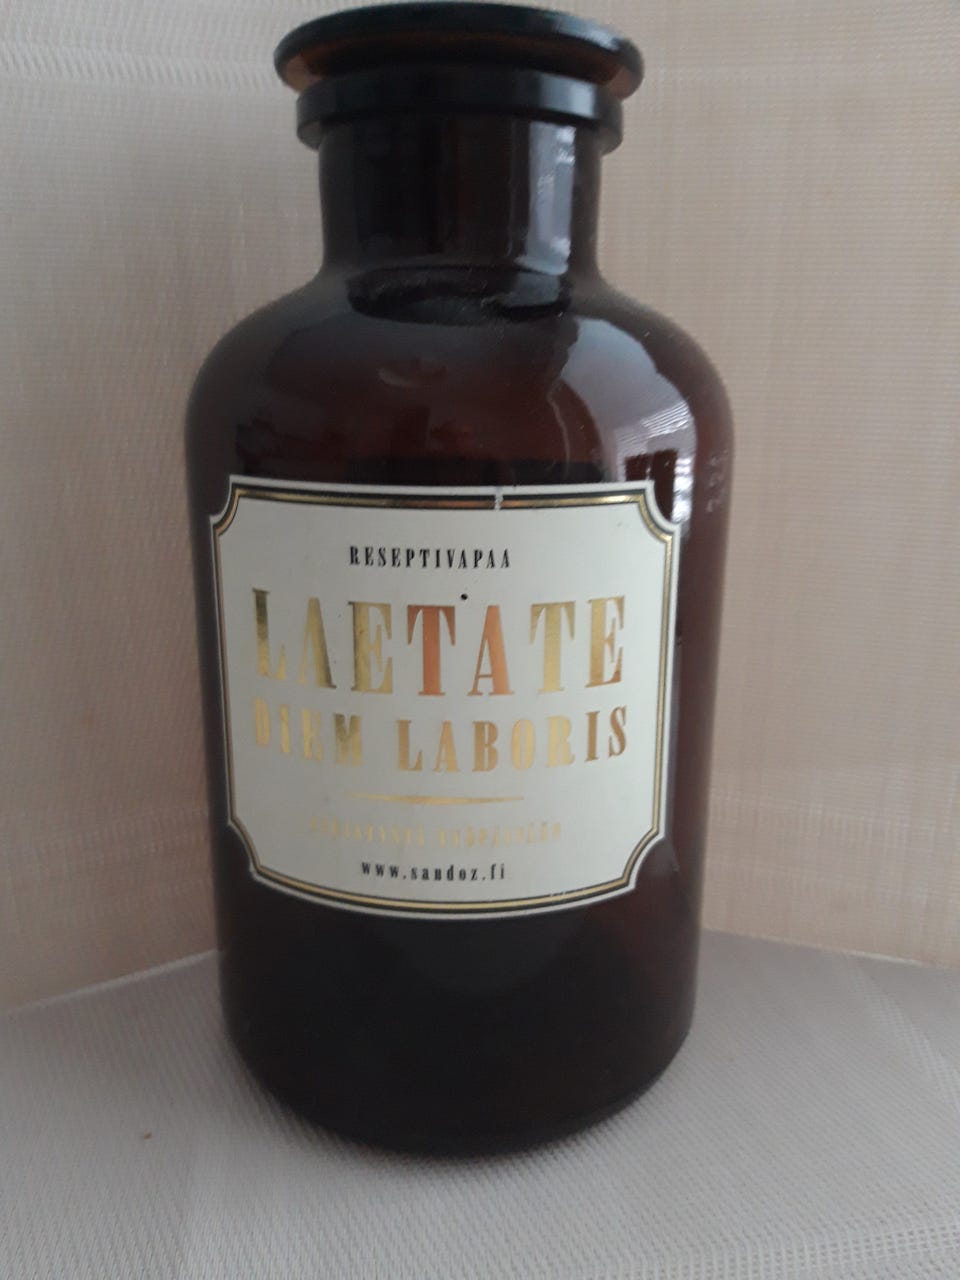 RESEPTIVAPAA
LAETATE
DIEM LABORIS
www.sandoz.fi